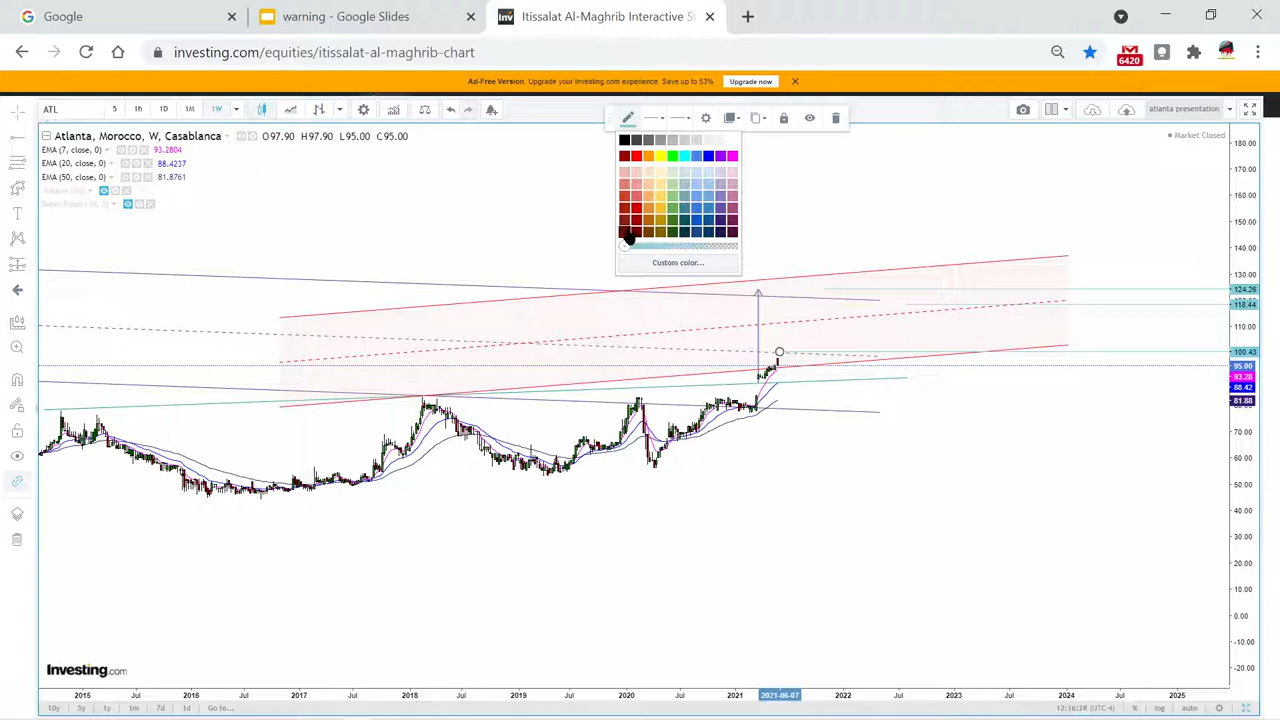 Google
warning - Google Slides
Itissalat Al-Maghrib Interactive S
investing.com/equities/itissalat-al-maghrib-chart
6420
Ad-Free Version. Upgrade your Investing.com experience. Save up to 53%
Upgrade now
ATL
5
1h
1D
1M
1W
atlanta presentation
Atlanta, Morocco, W, Casablanca
O97.90 H97.90 L95.00 C95.00
Market Closed
EMA (7, close, 0)
93.2804
EMA (20, close, 0)
88.4237
EMA (50, close, 0)
81.8761
Custom color...
180.00
170.00
160.00
150.00
140.00
130.00
124.26
118.44
110.00
100.43
95.00
93.28
88.42
81.88
70.00
60.00
50.00
40.00
30.00
20.00
10.00
0.00
-10.00
-20.00
Investing.com
2015
Jul
2016
Jul
2017
Jul
2018
Jul
2019
Jul
2020
Jul
2021
2021-06-07
2022
Jul
2023
Jul
2024
Jul
2025
10y
3y
1y
1m
7d
1d
Go to...
12:16:28 (UTC-4)
%
log
auto